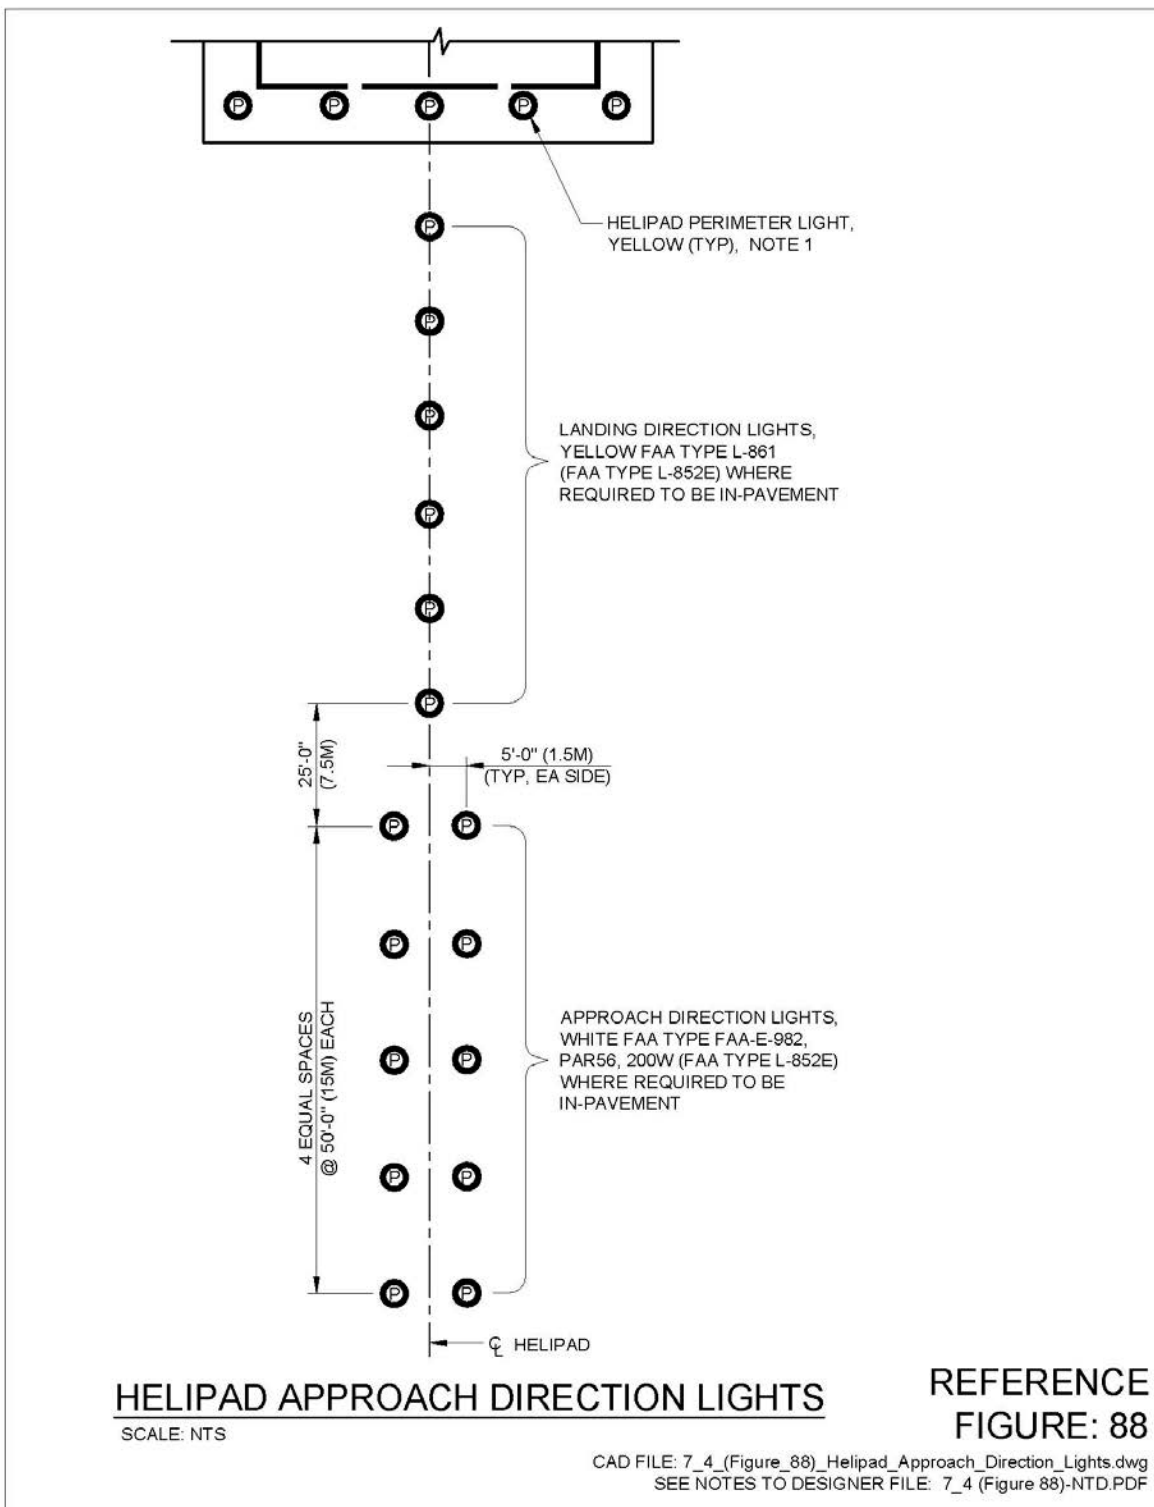 P P P P P
P
HELIPAD PERIMETER LIGHT,
YELLOW (TYP), NOTE 1
P
P
LANDING DIRECTION LIGHTS,
YELLOW FAA TYPE L-861
(FAA TYPE L-852E) WHERE
REQUIRED TO BE IN-PAVEMENT
P
P
P
25'-0"
(7.5M)
5'-0" (1.5M)
(TYP, EA SIDE)
P P
P P
4 EQUAL SPACES
@ 50'-0" (15M) EACH
P P
APPROACH DIRECTION LIGHTS,
WHITE FAA TYPE FAA-E-982,
PAR56, 200W (FAA TYPE L-852E)
WHERE REQUIRED TO BE
IN-PAVEMENT
P P
P P
℄ HELIPAD
HELIPAD APPROACH DIRECTION LIGHTS
SCALE: NTS
REFERENCE
FIGURE: 88
CAD FILE: 7_4_(Figure_88)_Helipad_Approach_Direction_Lights.dwg
SEE NOTES TO DESIGNER FILE: 7_4 (Figure 88)-NTD.PDF